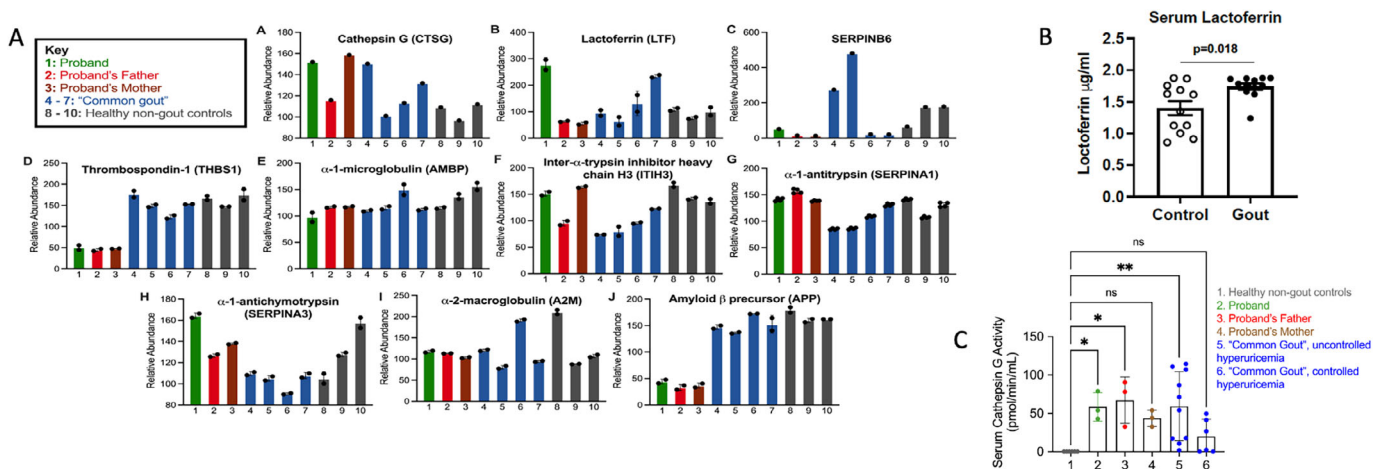 A
Key
1: Proband
2: Proband's Father
3: Proband's Mother
4 - 7: "Common gout"
8 - 10: Healthy non-gout controls
A
Cathepsin G (CTSG)
Relative Abundance
160
140
120
100
80
1 2 3 4 5 6 7 8 9 10
B
Lactoferrin (LTF)
Relative Abundance
300
200
100
0
1 2 3 4 5 6 7 8 9 10
C
SERPINB6
Relative Abundance
600
400
200
0
1 2 3 4 5 6 7 8 9 10
D
Thrombospondin-1 (THBS1)
Relative Abundance
200
150
100
50
0
1 2 3 4 5 6 7 8 9 10
E
α-1-microglobulin (AMBP)
Relative Abundance
200
150
100
50
0
1 2 3 4 5 6 7 8 9 10
F
Inter-α-trypsin inhibitor heavy
chain H3 (ITIH3)
Relative Abundance
200
150
100
50
0
1 2 3 4 5 6 7 8 9 10
G
α-1-antitrypsin (SERPINA1)
Relative Abundance
200
150
100
50
0
1 2 3 4 5 6 7 8 9 10
H
α-1-antichymotrypsin
(SERPINA3)
Relative Abundance
180
160
140
120
100
80
1 2 3 4 5 6 7 8 9 10
I
α-2-macroglobulin (A2M)
Relative Abundance
250
200
150
100
50
0
1 2 3 4 5 6 7 8 9 10
J
Amyloid β precursor (APP)
Relative Abundance
200
150
100
50
0
1 2 3 4 5 6 7 8 9 10
B
Serum Lactoferrin
p=0.018
Loctoferrin µg/ml
2.5
2.0
1.5
1.0
0.5
0.0
Control Gout
C
ns
**
ns
*
*
Serum Cathepsin G Activity
(pmol/min/mL)
150
100
50
0
1 2 3 4 5 6
1. Healthy non-gout controls
2. Proband
3. Proband's Father
4. Proband's Mother
5. "Common Gout", uncontrolled
hyperuricemia
6. "Common Gout", controlled
hyperuricemia